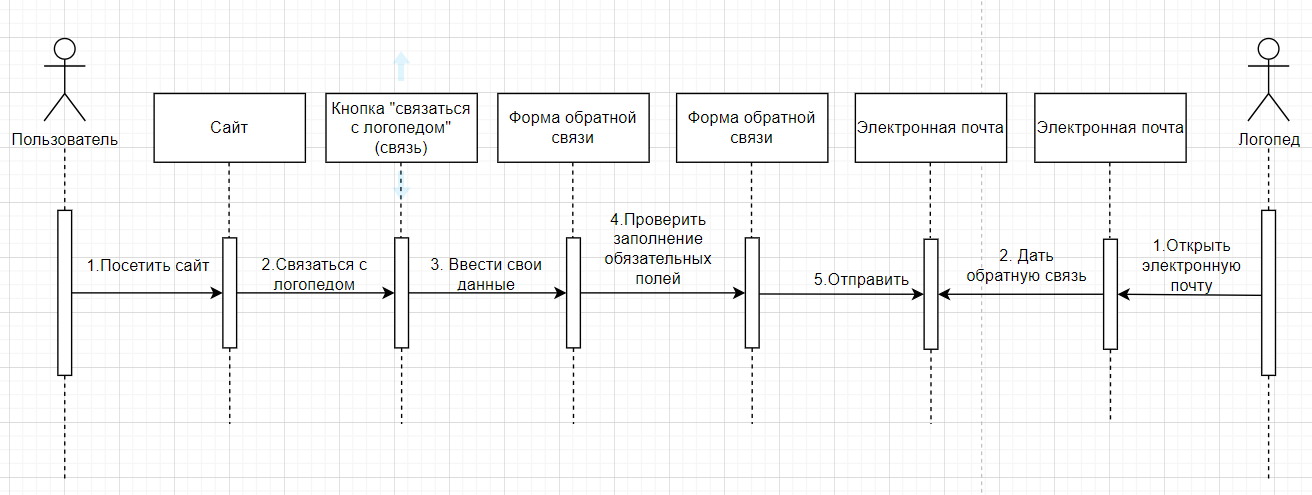 Пользователь
Сайт
Кнопка "связаться
с логопедом"
(связь)
Форма обратной
связи
Форма обратной
связи
Электронная почта
Электронная почта
Логопед
1.Посетить сайт
2.Связаться с
логопедом
3. Ввести свои
данные
4.Проверить
заполнение
обязательных
полей
5.Отправить
2. Дать
обратную связь
1.Открыть
электронную
почту